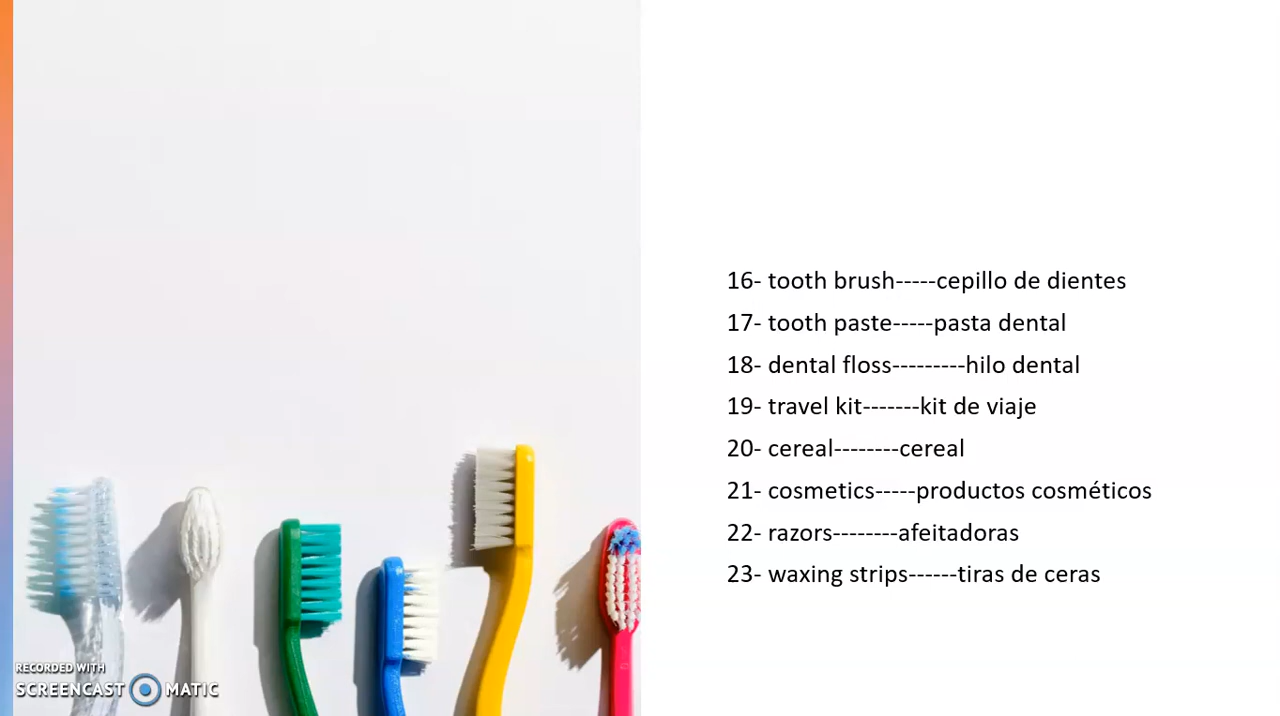 16- tooth brush-----cepillo de dientes
17- tooth paste-----pasta dental
18- dental floss---------hilo dental
19- travel kit-------kit de viaje
20- cereal--------cereal
21- cosmetics-----productos cosméticos
22- razors--------afeitadoras
23- waxing strips------tiras de ceras
RECORDED WITH
SCREENCAST MATIC